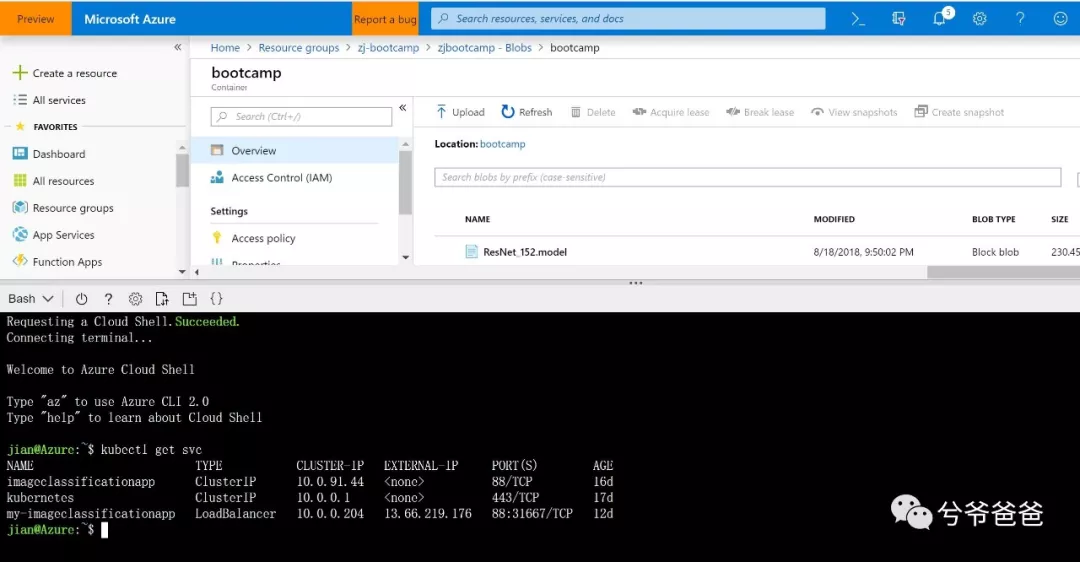 Preview Microsoft Azure Report a bug Search resources, services, and docs 5
Home > Resource groups > zj-bootcamp > zjbootcamp - Blobs > bootcamp
bootcamp
Container
Create a resource
All services
FAVORITES
Dashboard
All resources
Resource groups
App Services
Function Apps
Search (Ctrl+/)
Overview
Access Control (IAM)
Settings
Access policy
Properties
Upload Refresh Delete Acquire lease Break lease View snapshots Create snapshot
Location: bootcamp
Search blobs by prefix (case-sensitive)
NAME MODIFIED BLOB TYPE SIZE
ResNet_152.model 8/18/2018, 9:50:02 PM Block blob 230.45
Bash
Requesting a Cloud Shell.Succeeded.
Connecting terminal...
Welcome to Azure Cloud Shell
Type "az" to use Azure CLI 2.0
Type "help" to learn about Cloud Shell
jian@Azure:~$ kubectl get svc
NAME TYPE CLUSTER-IP EXTERNAL-IP PORT(S) AGE
imageclassificationapp ClusterIP 10.0.91.44 <none> 88/TCP 16d
kubernetes ClusterIP 10.0.0.1 <none> 443/TCP 17d
my-imageclassificationapp LoadBalancer 10.0.0.204 13.66.219.176 88:31667/TCP 12d
jian@Azure:~$
兮爷爸爸